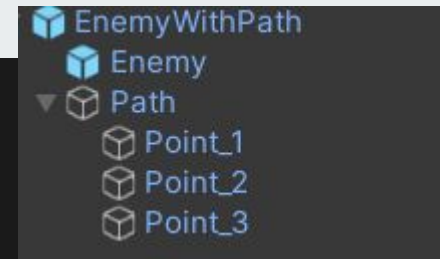 EnemyWithPath
Enemy
Path
Point_1
Point_2
Point_3